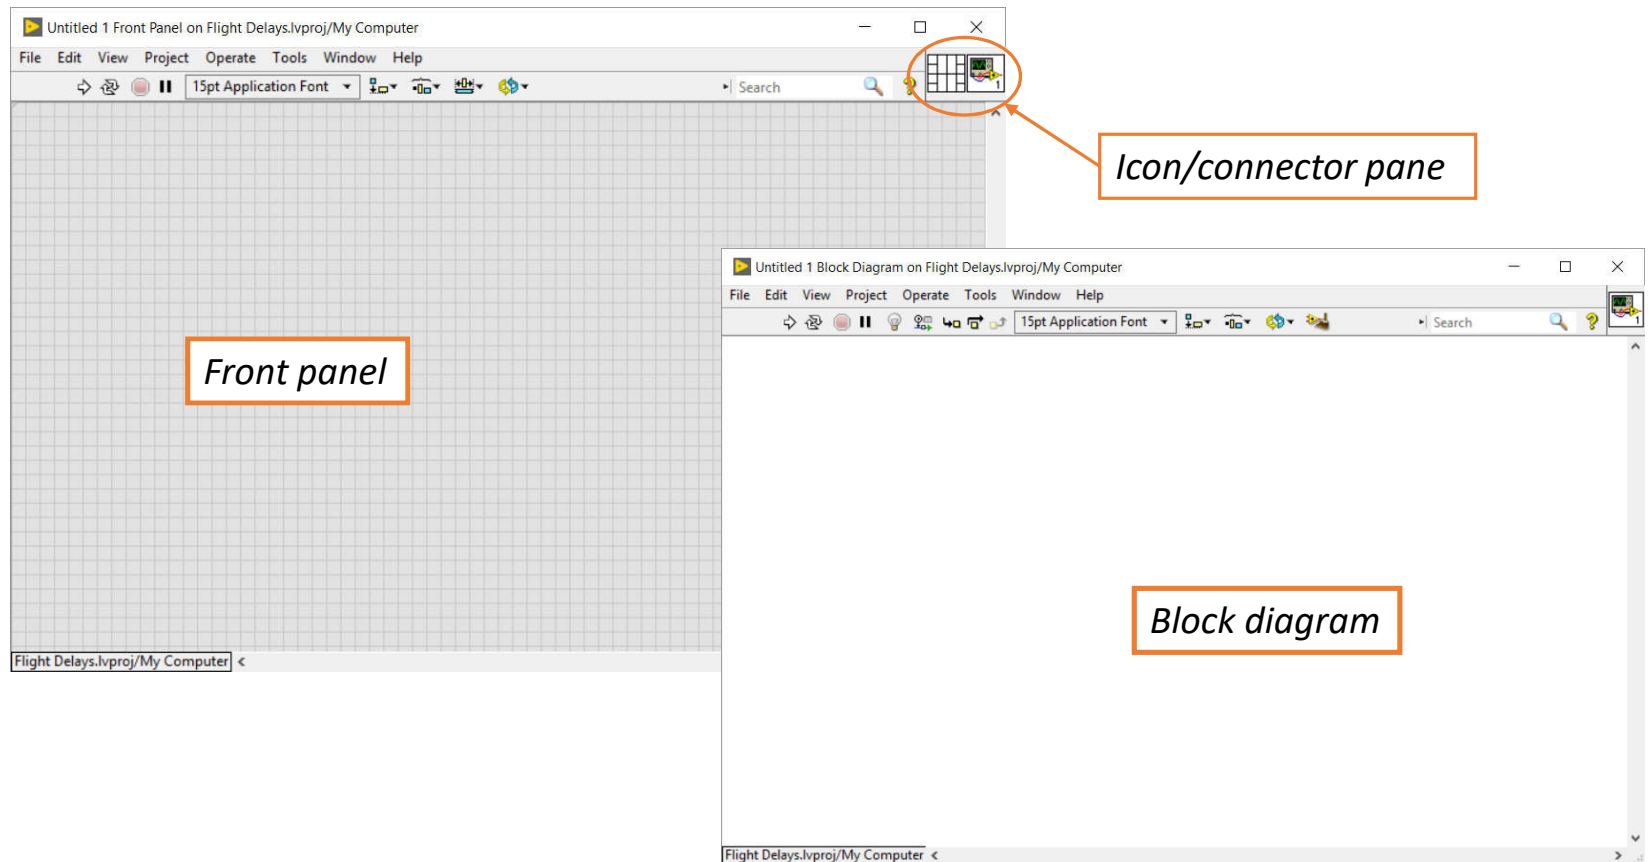 Untitled 1 Front Panel on Flight Delays.lvproj/My Computer
File Edit View Project Operate Tools Window Help
15pt Application Font
Search
1
Icon/connector pane
Front panel
Flight Delays.lvproj/My Computer
Untitled 1 Block Diagram on Flight Delays.lvproj/My Computer
File Edit View Project Operate Tools Window Help
15pt Application Font
Search
1
Block diagram
Flight Delays.lvproj/My Computer